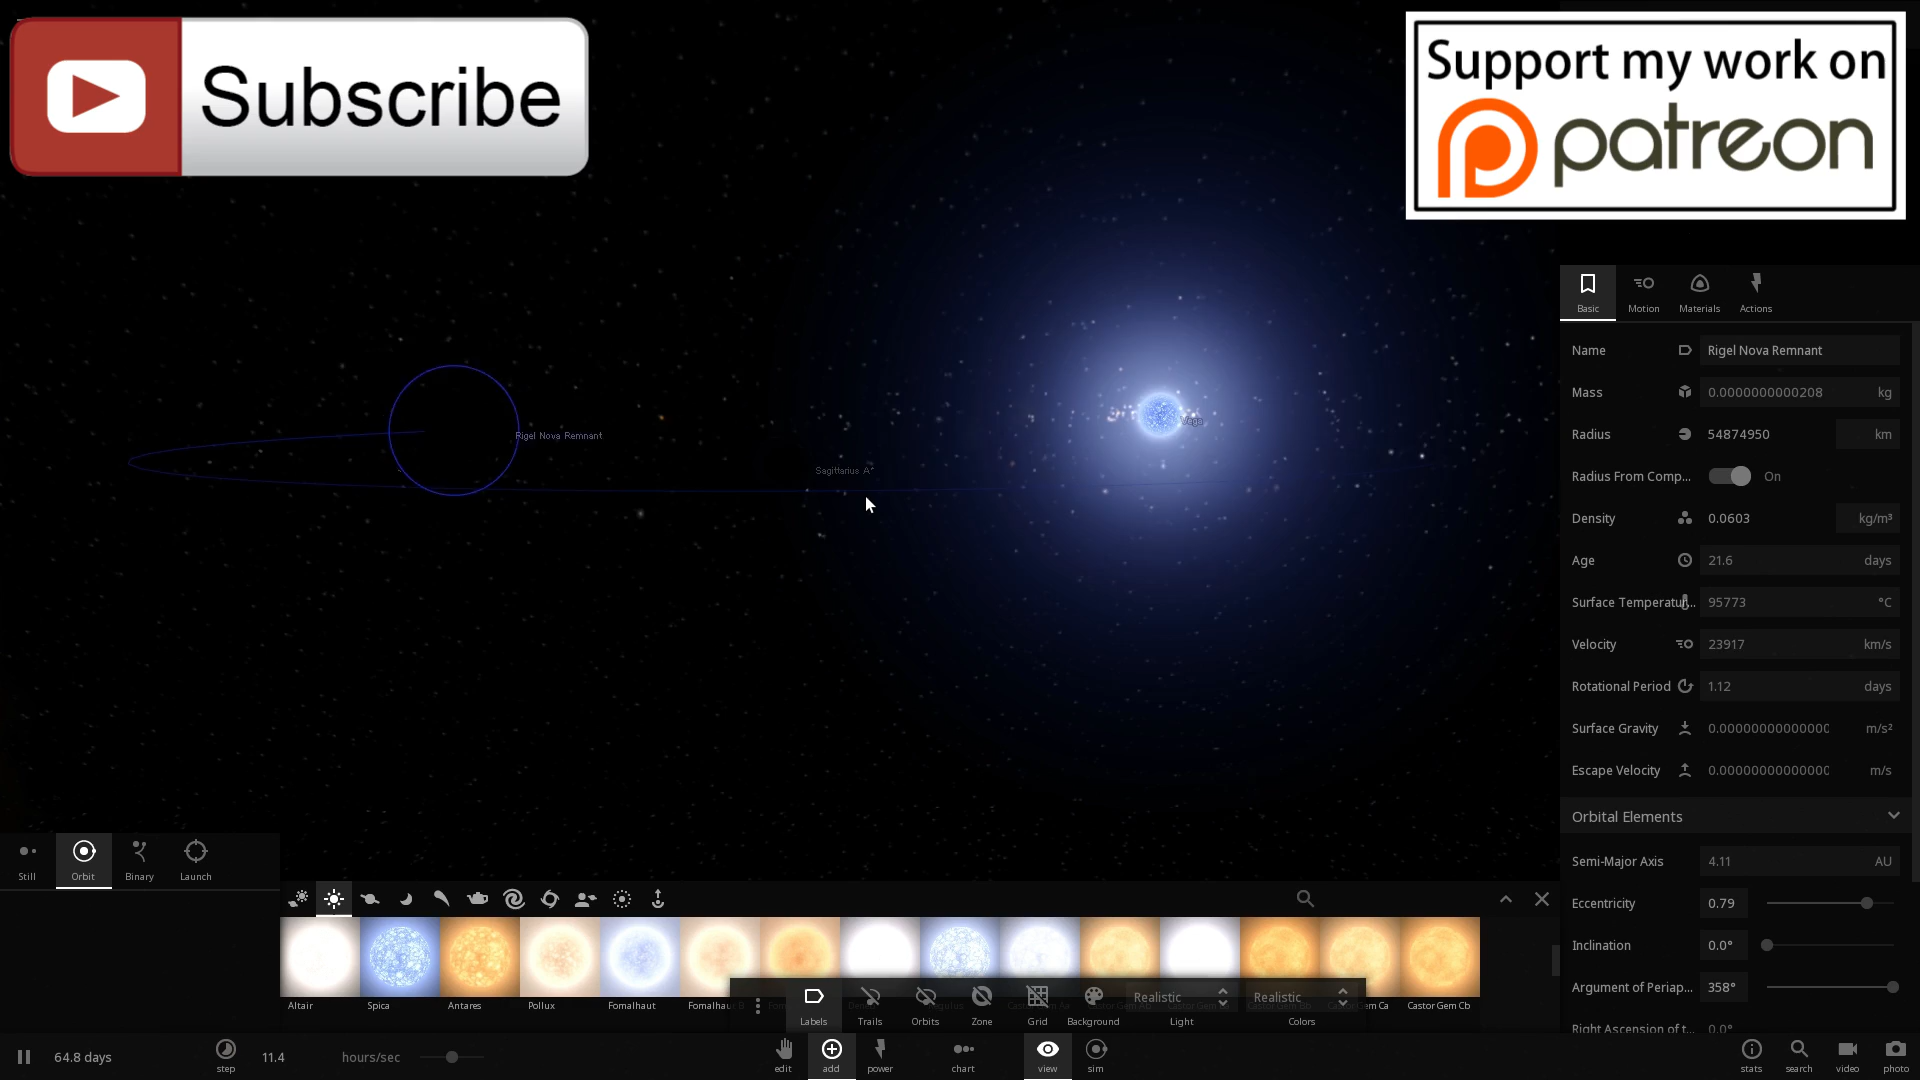 Subscribe
Support my work on
patreon
Basic
Motion
Materials
Actions
Name
Rigel Nova Remnant
Mass
0.0000000000208
kg
Radius
54874950
km
Radius From Comp...
On
Density
0.0603
kg/m³
Age
21.6
days
Surface Temperatur...
95773
°C
Velocity
23917
km/s
Rotational Period
1.12
days
Surface Gravity
m/s²
Escape Velocity
m/s
Orbital Elements
Semi-Major Axis
4.11
AU
Eccentricity
0.79
Inclination
0.0°
Argument of Periap...
358°
Right Ascension of t...
0.0°
Rigel Nova Remnant
Sagittarius A*
Vega
Still
Orbit
Binary
Launch
Altair
Spica
Antares
Pollux
Fomalhaut
Fomalhaut B
Castor Gem Ca
Castor Gem Cb
Labels
Trails
Orbits
Zone
Grid
Background
Realistic
Light
Realistic
Colors
64.8 days
step
11.4
hours/sec
edit
add
power
chart
view
sim
stats
search
video
photo